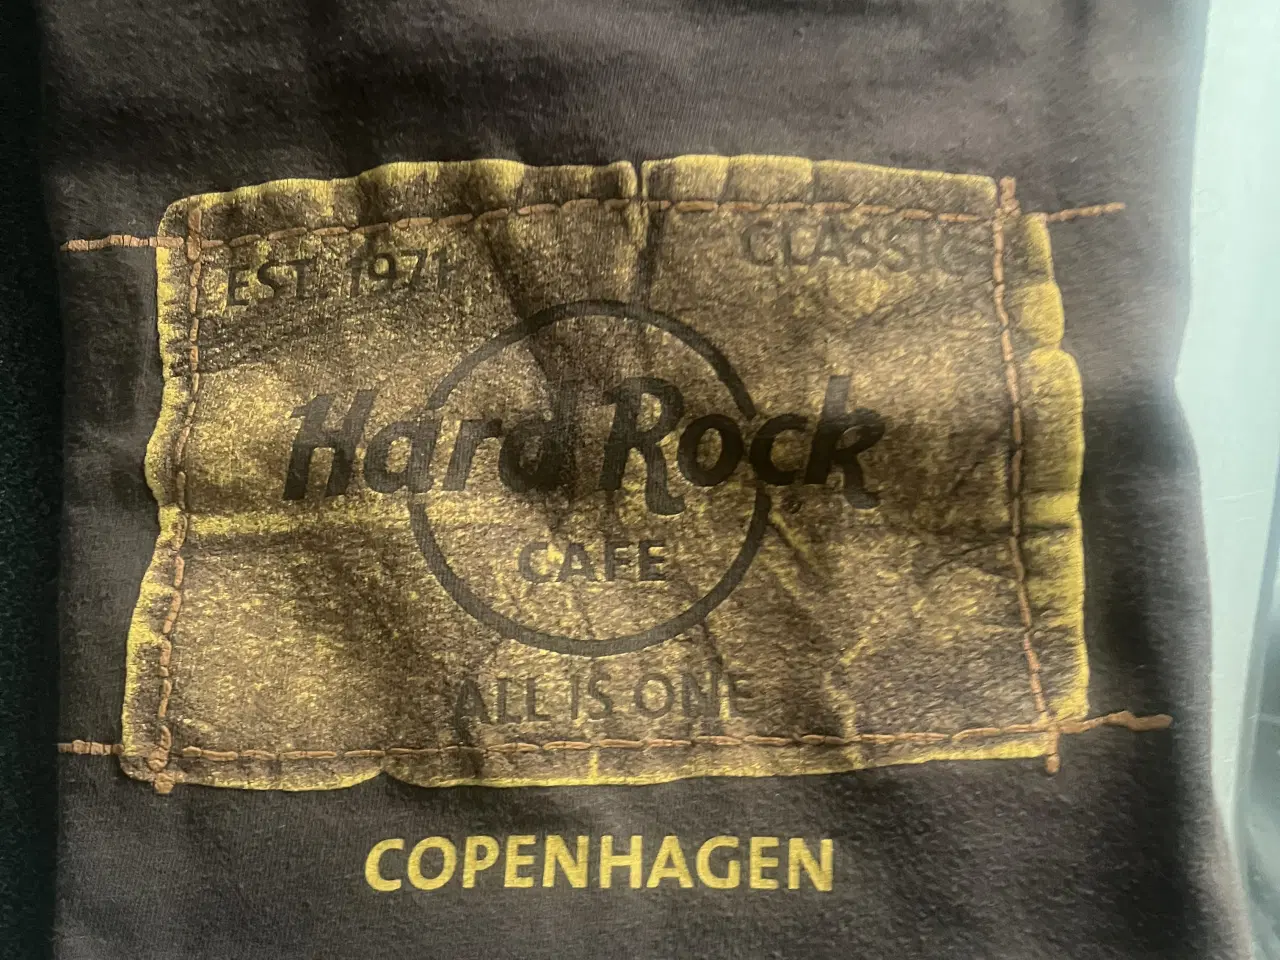 EST. 1971 CLASSIC
Hard Rock
CAFE
ALL IS ONE
COPENHAGEN